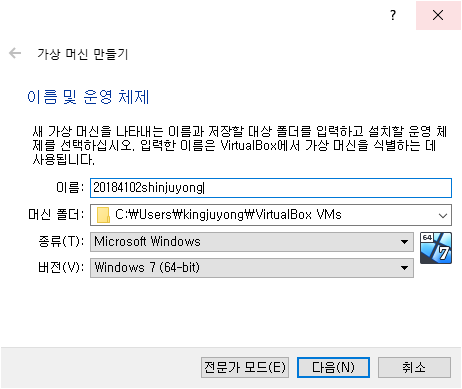 ?
가상 머신 만들기
이름 및 운영 체제
새 가상 머신을 나타내는 이름과 저장할 대상 폴더를 입력하고 설치할 운영 체
제를 선택하십시오. 입력한 이름은 VirtualBox에서 가상 머신을 식별하는 데
사용됩니다.
이름: 20184102shinjuyong
머신 폴더: C:₩Users₩kingjuyong₩VirtualBox VMs
종류(T): Microsoft Windows
64
7
버전(V): Windows 7 (64-bit)
전문가 모드(E) 다음(N) 취소